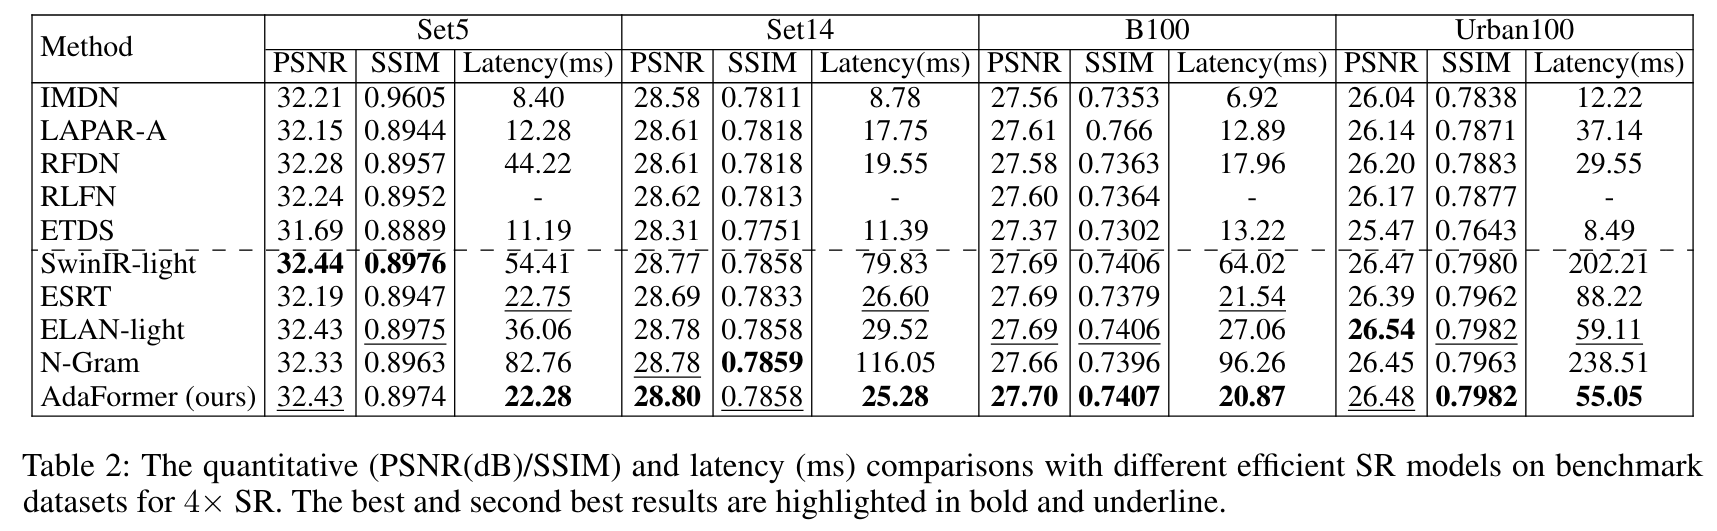 Method Set5 Set14 B100 Urban100
PSNR SSIM Latency(ms) PSNR SSIM Latency(ms) PSNR SSIM Latency(ms) PSNR SSIM Latency(ms)
IMDN 32.21 0.9605 8.40 28.58 0.7811 8.78 27.56 0.7353 6.92 26.04 0.7838 12.22
LAPAR-A 32.15 0.8944 12.28 28.61 0.7818 17.75 27.61 0.766 12.89 26.14 0.7871 37.14
RFDN 32.28 0.8957 44.22 28.61 0.7818 19.55 27.58 0.7363 17.96 26.20 0.7883 29.55
RLFN 32.24 0.8952 - 28.62 0.7813 - 27.60 0.7364 - 26.17 0.7877 -
ETDS 31.69 0.8889 11.19 28.31 0.7751 11.39 27.37 0.7302 13.22 25.47 0.7643 8.49
SwinIR-light 32.44 0.8976 54.41 28.77 0.7858 79.83 27.69 0.7406 64.02 26.47 0.7980 202.21
ESRT 32.19 0.8947 22.75 28.69 0.7833 26.60 27.69 0.7379 21.54 26.39 0.7962 88.22
ELAN-light 32.43 0.8975 36.06 28.78 0.7858 29.52 27.69 0.7406 27.06 26.54 0.7982 59.11
N-Gram 32.33 0.8963 82.76 28.78 0.7859 116.05 27.66 0.7396 96.26 26.45 0.7963 238.51
AdaFormer (ours) 32.43 0.8974 22.28 28.80 0.7858 25.28 27.70 0.7407 20.87 26.48 0.7982 55.05
Table 2: The quantitative (PSNR(dB)/SSIM) and latency (ms) comparisons with different efficient SR models on benchmark
datasets for 4× SR. The best and second best results are highlighted in bold and underline.